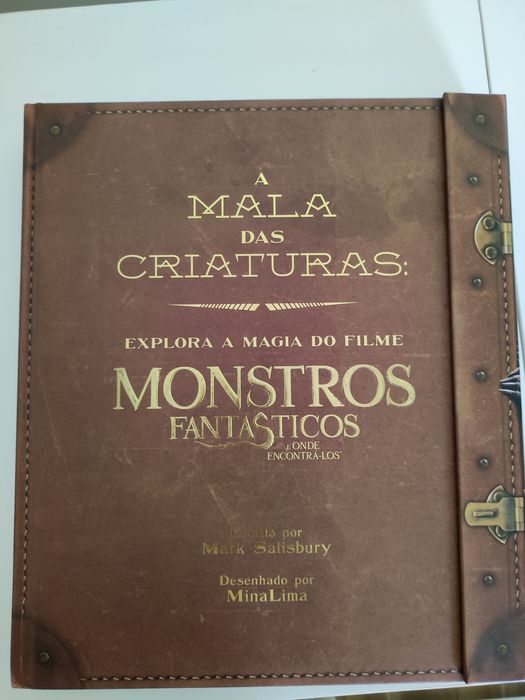 A
MALA
DAS
CRIATURAS:
EXPLORA A MAGIA DO FILME
MONSTROS
FANTÁSTICOS
E ONDE
ENCONTRÁ-LOS
Escrito por
Mark Salisbury
Desenhado por
MinaLima